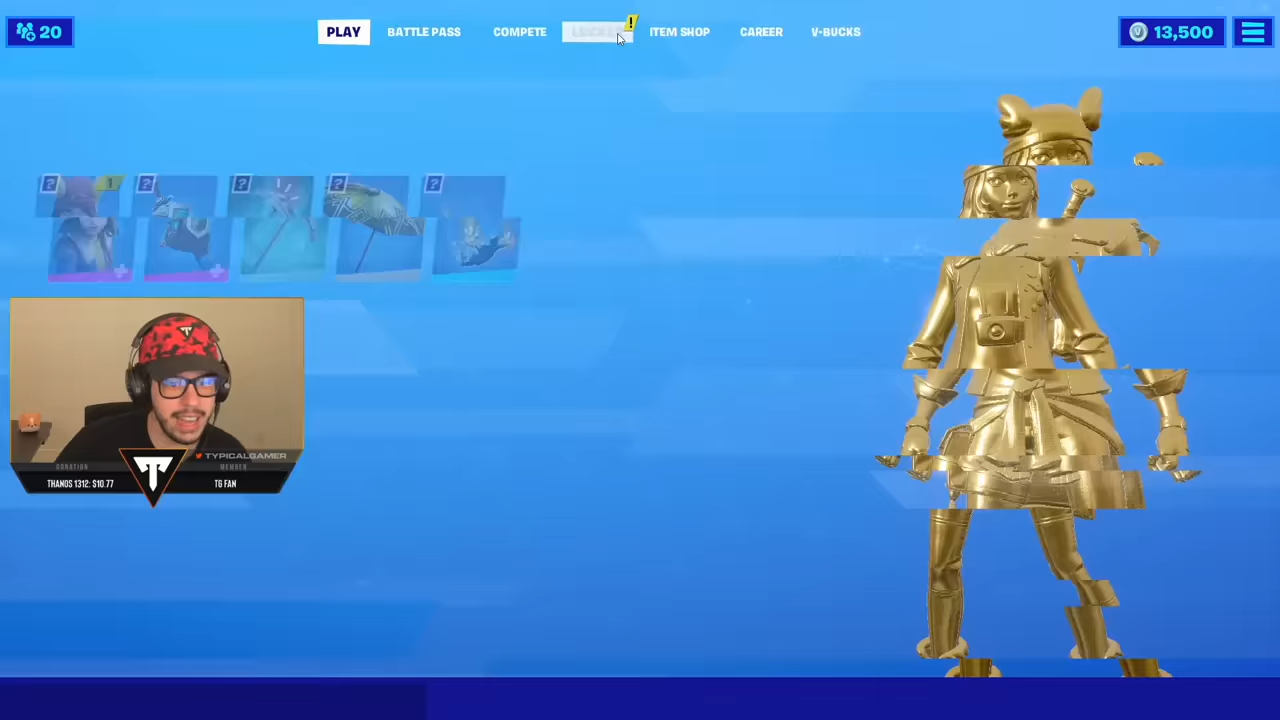 20
PLAY
BATTLE PASS
COMPETE
!
ITEM SHOP
CAREER
V-BUCKS
V 13,500
? 1 ? ? ? ?
TYPICALGAMER
DONATION
MEMBER
THANOS 1312: $10.77
T
TG FAN